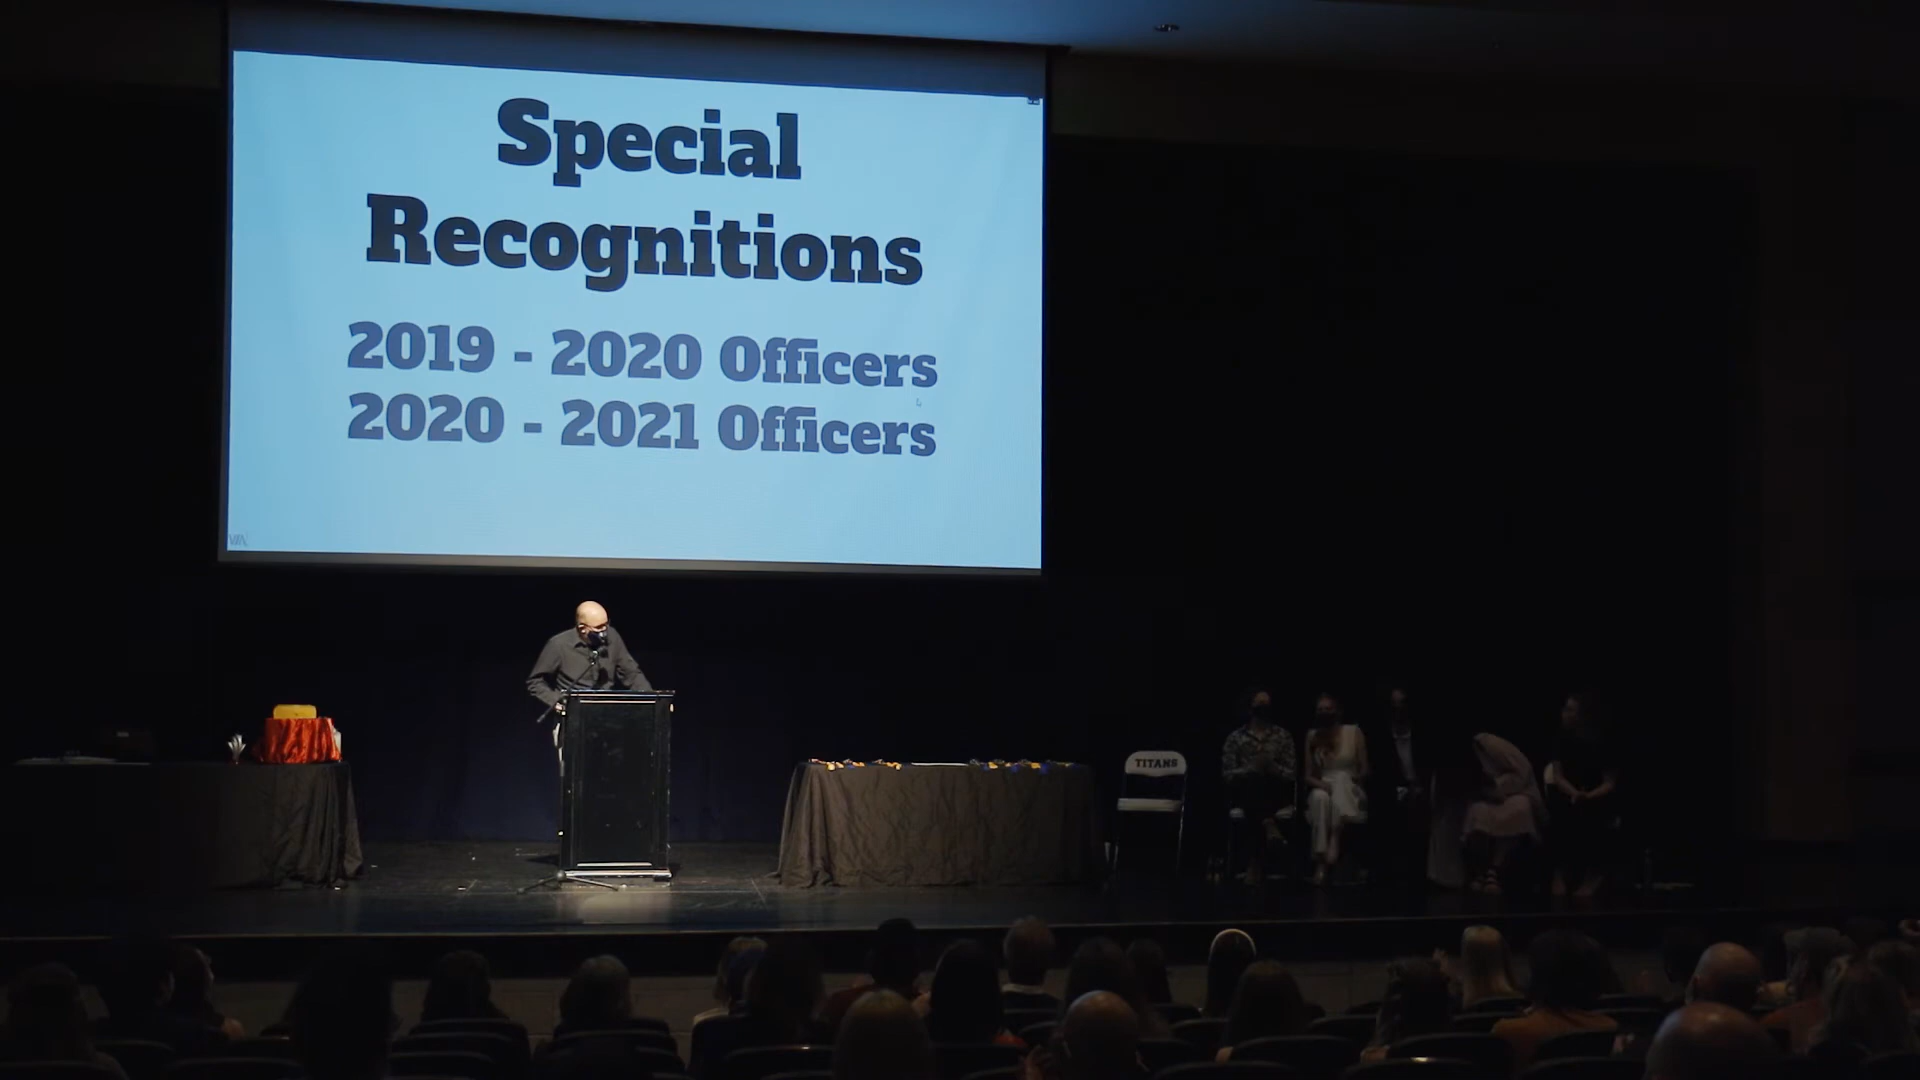 Special
Recognitions
2019 - 2020 Officers
2020 - 2021 Officers
TITANS